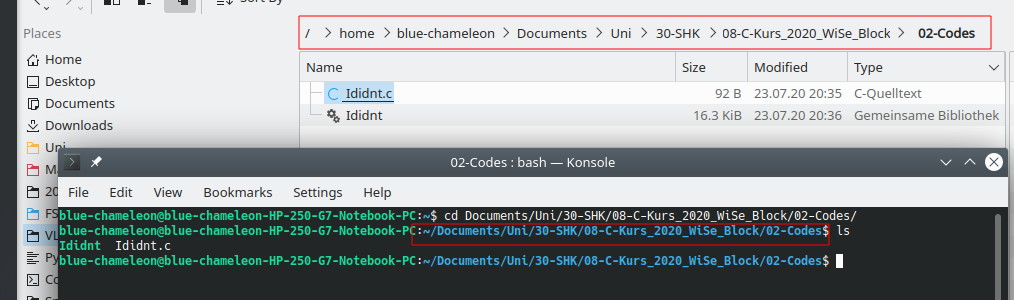 Sort By
Places
/ > home > blue-chameleon > Documents > Uni > 30-SHK > 08-C-Kurs_2020_WiSe_Block > 02-Codes
Home
Desktop
Documents
Downloads
Uni
Name Size Modified Type
Ididnt.c 92 B 23.07.20 20:35 C-Quelltext
Ididnt 16.3 KiB 23.07.20 20:36 Gemeinsame Bibliothek
20
FS
Py
02-Codes : bash — Konsole
File Edit View Bookmarks Settings Help
blue-chameleon@blue-chameleon-HP-250-G7-Notebook-PC:~$ cd Documents/Uni/30-SHK/08-C-Kurs_2020_WiSe_Block/02-Codes/
blue-chameleon@blue-chameleon-HP-250-G7-Notebook-PC:~/Documents/Uni/30-SHK/08-C-Kurs_2020_WiSe_Block/02-Codes$ ls
Ididnt Ididnt.c
blue-chameleon@blue-chameleon-HP-250-G7-Notebook-PC:~/Documents/Uni/30-SHK/08-C-Kurs_2020_WiSe_Block/02-Codes$